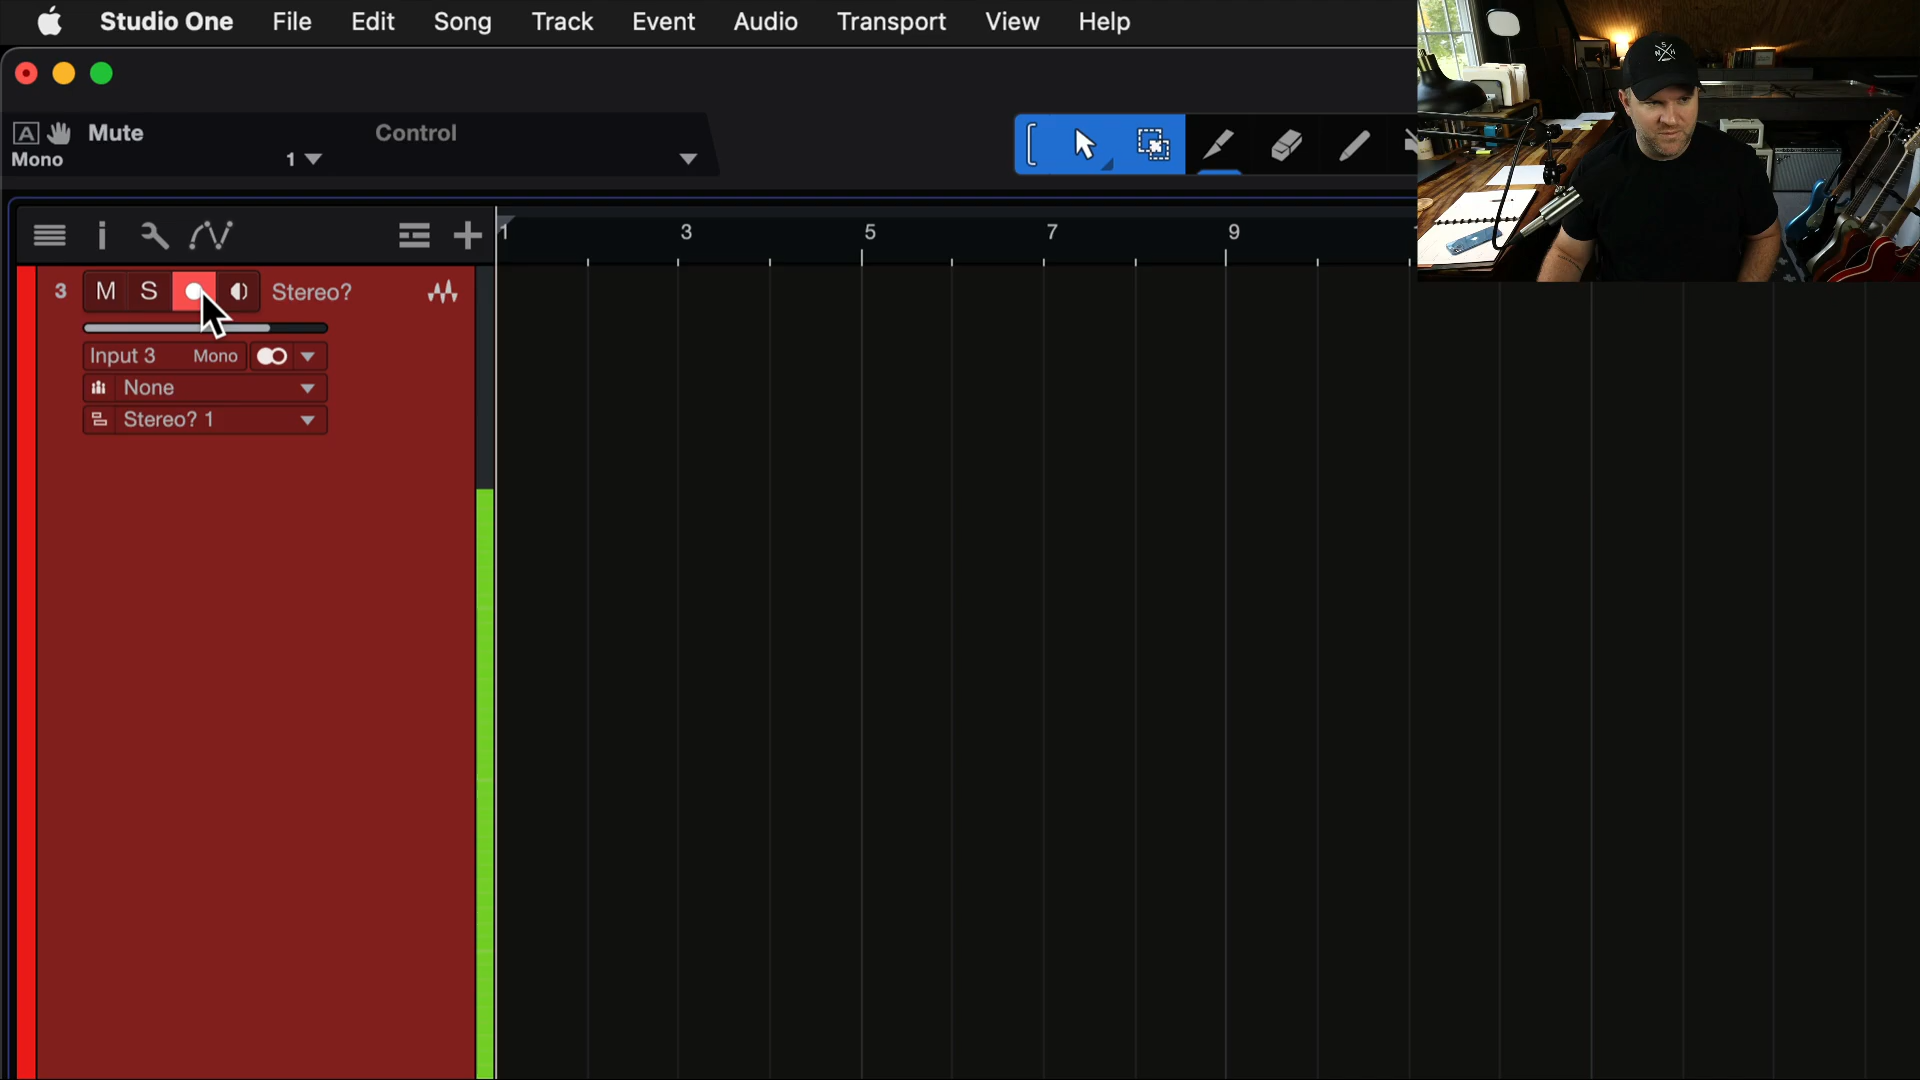 Studio One File Edit Song Track Event Audio Transport View Help
A Mute Control
Mono 1
1 3 5 7 9
3 M S Stereo?
Input 3 Mono
None
Stereo? 1
N S H